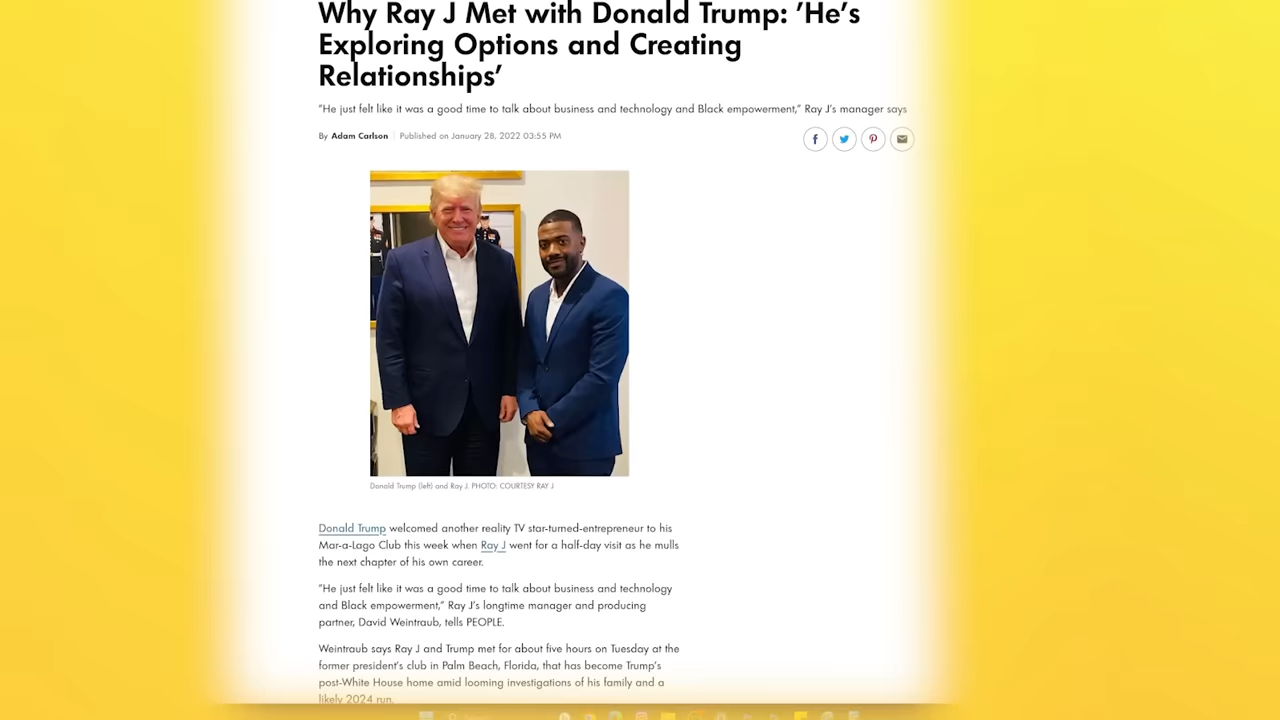 Why Ray J Met with Donald Trump: 'He's
Exploring Options and Creating
Relationships'
"He just felt like it was a good time to talk about business and technology and Black empowerment," Ray J's manager says
By Adam Carlson | Published on January 28, 2022 03:55 PM
Donald Trump (left) and Ray J. PHOTO: COURTESY RAY J
Donald Trump welcomed another reality TV star-turned-entrepreneur to his
Mar-a-Lago Club this week when Ray J went for a half-day visit as he mulls
the next chapter of his own career.
"He just felt like it was a good time to talk about business and technology
and Black empowerment," Ray J's longtime manager and producing
partner, David Weintraub, tells PEOPLE.
Weintraub says Ray J and Trump met for about five hours on Tuesday at the
former president's club in Palm Beach, Florida, that has become Trump's
post-White House home amid looming investigations of his family and a
likely 2024 run.